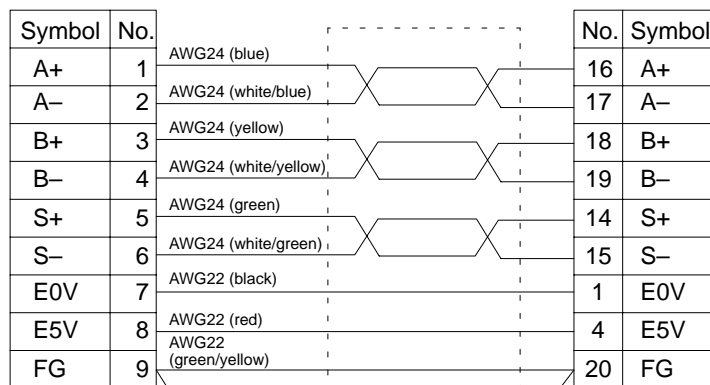 Symbol No. No. Symbol
A+ 1 AWG24 (blue) 16 A+
A– 2 AWG24 (white/blue) 17 A–
B+ 3 AWG24 (yellow) 18 B+
B– 4 AWG24 (white/yellow) 19 B–
S+ 5 AWG24 (green) 14 S+
S– 6 AWG24 (white/green) 15 S–
E0V 7 AWG22 (black) 1 E0V
E5V 8 AWG22 (red) 4 E5V
FG 9 AWG22 (green/yellow) 20 FG